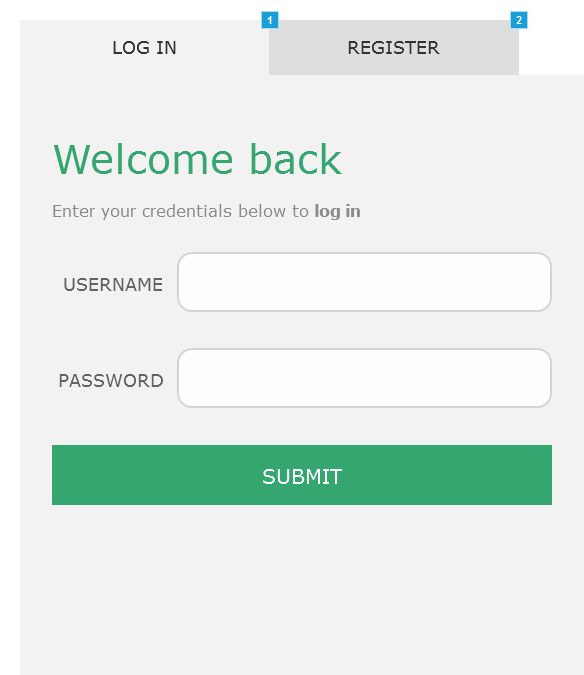 1
2
LOG IN
REGISTER
Welcome back
Enter your credentials below to log in
USERNAME
PASSWORD
SUBMIT